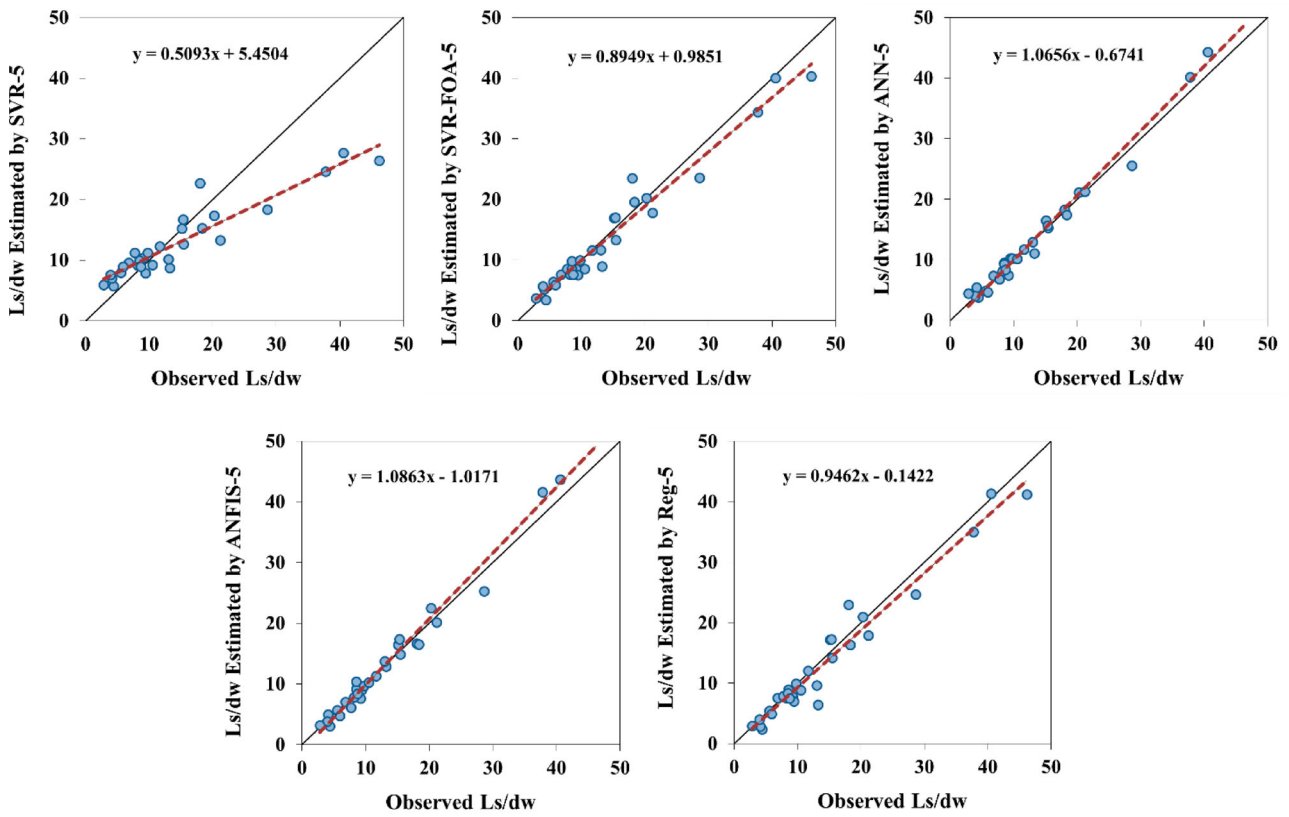 y = 0.5093x + 5.4504
Ls/dw Estimated by SVR-5
50
40
30
20
10
0
0 10 20 30 40 50
Observed Ls/dw
y = 0.8949x + 0.9851
Ls/dw Estimated by SVR-FOA-5
50
40
30
20
10
0
0 10 20 30 40 50
Observed Ls/dw
y = 1.0656x - 0.6741
Ls/dw Estimated by ANN-5
50
40
30
20
10
0
0 10 20 30 40 50
Observed Ls/dw
y = 1.0863x - 1.0171
Ls/dw Estimated by ANFIS-5
50
40
30
20
10
0
0 10 20 30 40 50
Observed Ls/dw
y = 0.9462x - 0.1422
Ls/dw Estimated by Reg-5
50
40
30
20
10
0
0 10 20 30 40 50
Observed Ls/dw